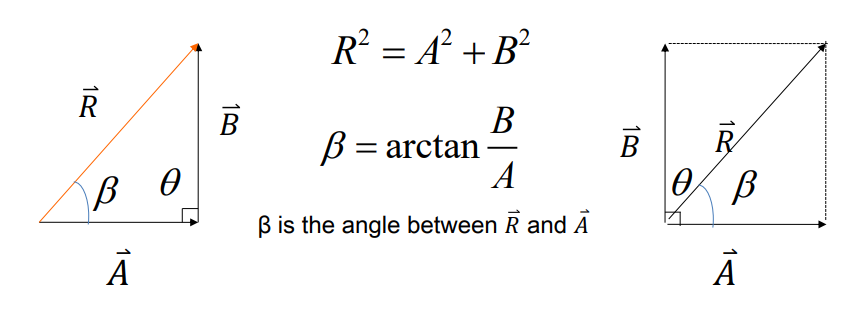 R² = A² + B²
R⃗
B⃗
β = arctan B/A
β
θ
A⃗
β is the angle between R⃗ and A⃗
B⃗
R⃗
θ
β
A⃗